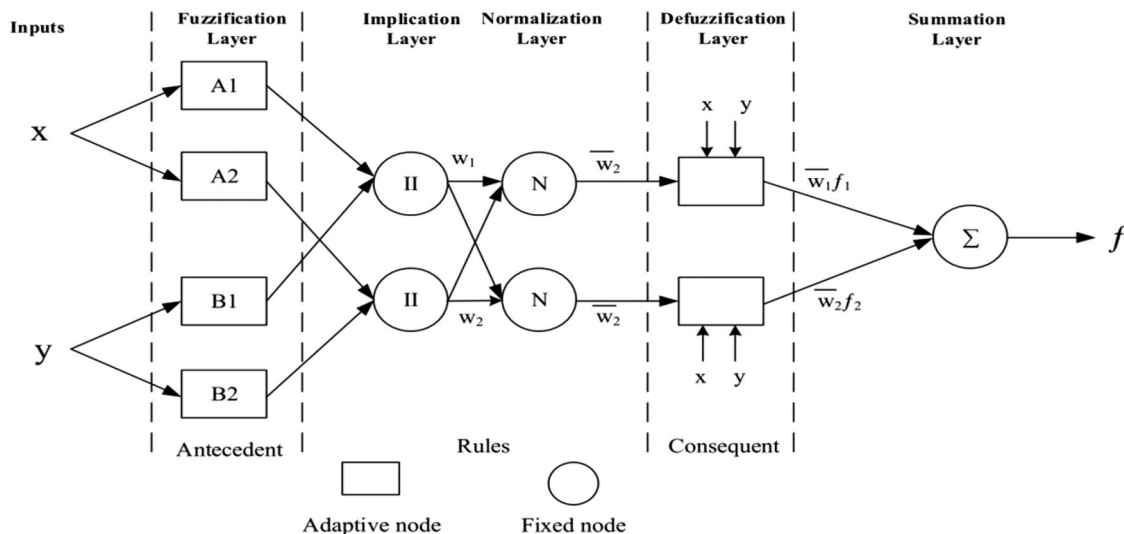 Inputs
Fuzzification
Layer
Implication
Layer
Normalization
Layer
Defuzzification
Layer
Summation
Layer
x
y
A1
A2
B1
B2
II
II
w₁
w₂
N
N
w̅₂
w̅₂
x y
x y
w̅₁f₁
w̅₂f₂
Σ
f
Antecedent
Rules
Consequent
Adaptive node
Fixed node